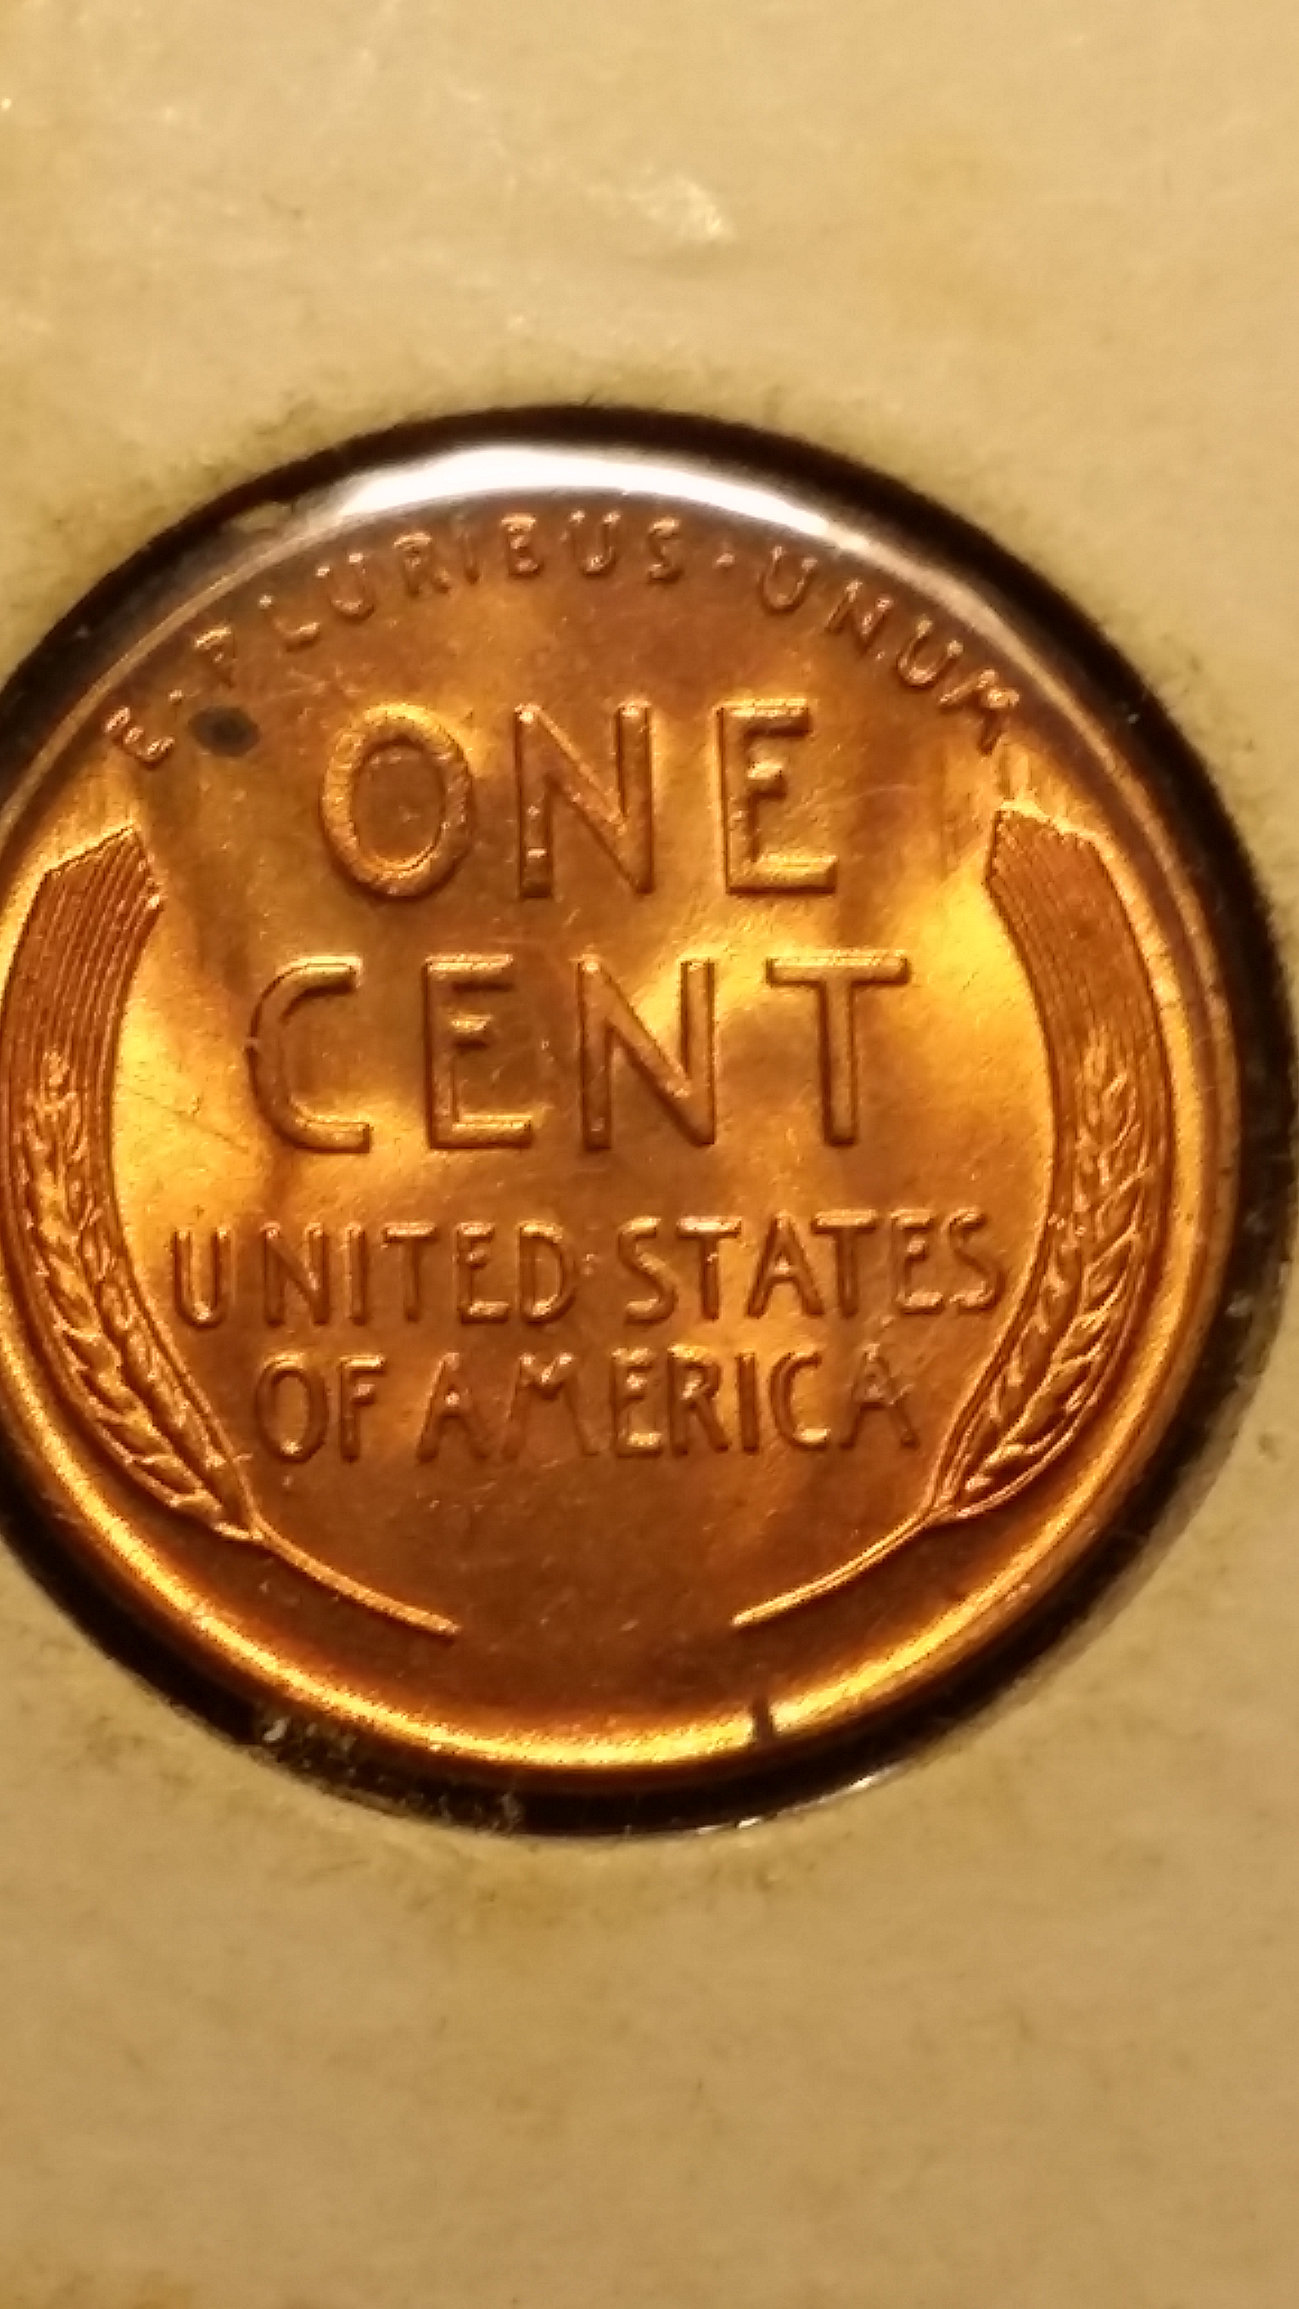 E · PLURIBUS · UNUM
ONE
CENT
UNITED STATES
OF AMERICA